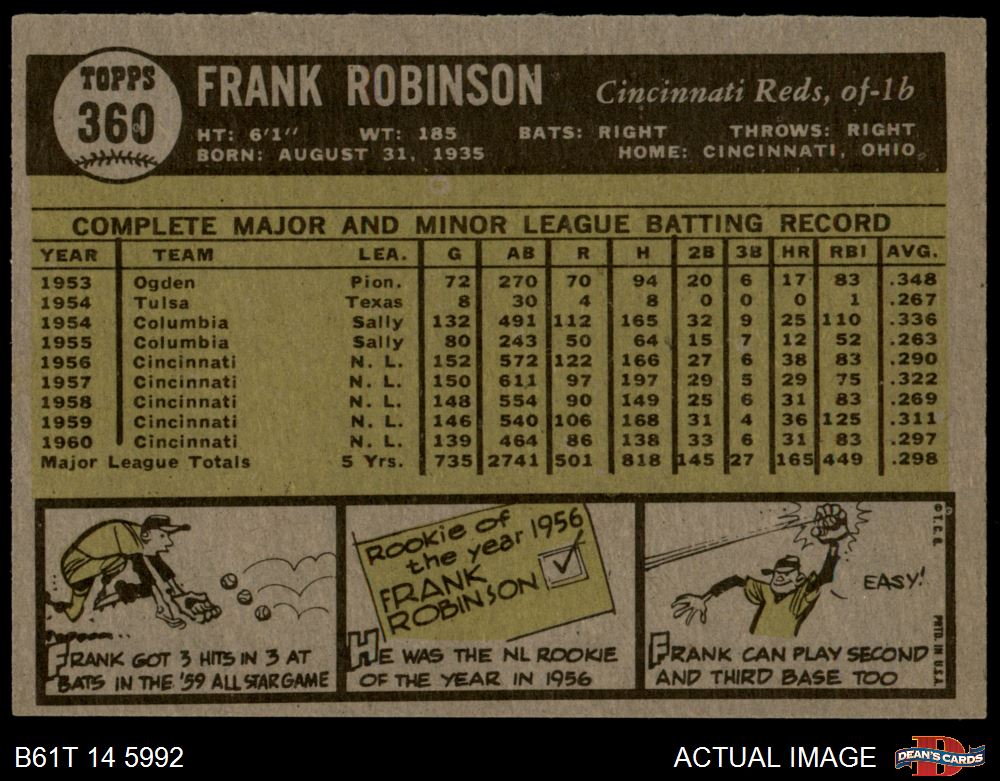 TOPPS
360
FRANK ROBINSON
Cincinnati Reds, of-1b
HT: 6'1" WT: 185 BATS: RIGHT THROWS: RIGHT
BORN: AUGUST 31, 1935 HOME: CINCINNATI, OHIO
COMPLETE MAJOR AND MINOR LEAGUE BATTING RECORD
YEAR TEAM LEA. G AB R H 2B 3B HR RBI AVG.
1953 Ogden Pion. 72 270 70 94 20 6 17 83 .348
1954 Tulsa Texas 8 30 4 8 0 0 0 1 .267
1954 Columbia Sally 132 491 112 165 32 9 25 110 .336
1955 Columbia Sally 80 243 50 64 15 7 12 52 .263
1956 Cincinnati N. L. 152 572 122 166 27 6 38 83 .290
1957 Cincinnati N. L. 150 611 97 197 29 5 29 75 .322
1958 Cincinnati N. L. 148 554 90 149 25 6 31 83 .269
1959 Cincinnati N. L. 146 540 106 168 31 4 36 125 .311
1960 Cincinnati N. L. 139 464 86 138 33 6 31 83 .297
Major League Totals 5 Yrs. 735 2741 501 818 145 27 165 449 .298
FRANK GOT 3 HITS IN 3 AT
BATS IN THE '59 ALL STAR GAME
Rookie of
the year 1956
FRANK
ROBINSON
HE WAS THE NL ROOKIE
OF THE YEAR IN 1956
EASY!
FRANK CAN PLAY SECOND
AND THIRD BASE TOO
© T. C. G.
PRTD. IN U.S.A.
B61T 14 5992
ACTUAL IMAGE
D
DEAN'S CARDS